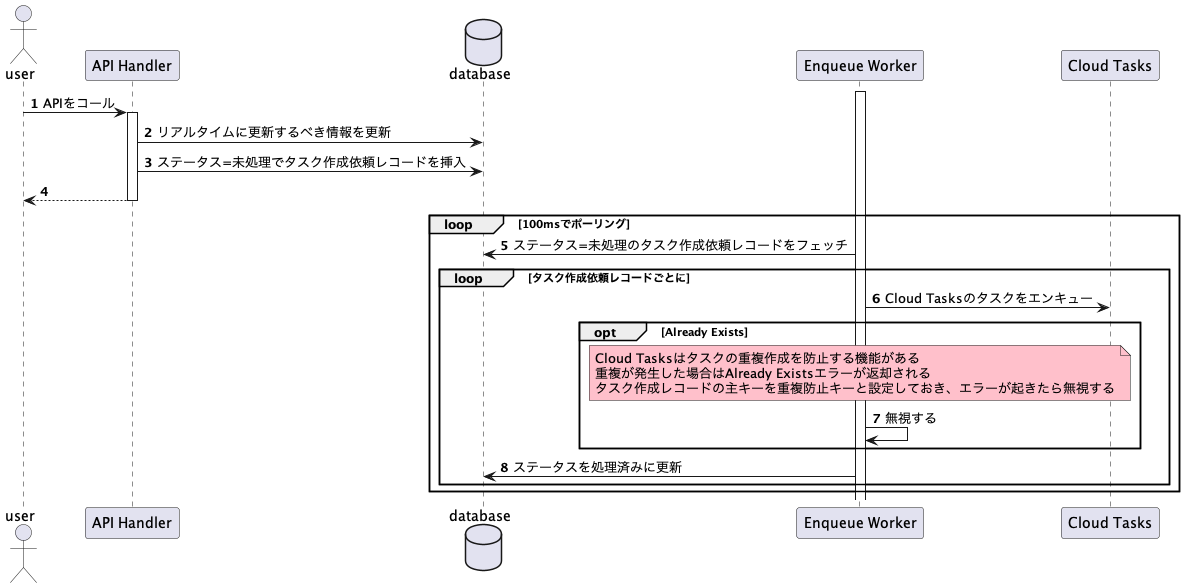 user
API Handler
database
Enqueue Worker
Cloud Tasks
1 APIをコール
2 リアルタイムに更新するべき情報を更新
3 ステータス=未処理でタスク作成依頼レコードを挿入
4
loop [100msでポーリング]
5 ステータス=未処理のタスク作成依頼レコードをフェッチ
loop [タスク作成依頼レコードごとに]
6 Cloud Tasksのタスクをエンキュー
opt [Already Exists]
Cloud Tasksはタスクの重複作成を防止する機能がある
重複が発生した場合はAlready Existsエラーが返却される
タスク作成レコードの主キーを重複防止キーと設定しておき、エラーが起きたら無視する
7 無視する
8 ステータスを処理済みに更新
user
API Handler
database
Enqueue Worker
Cloud Tasks